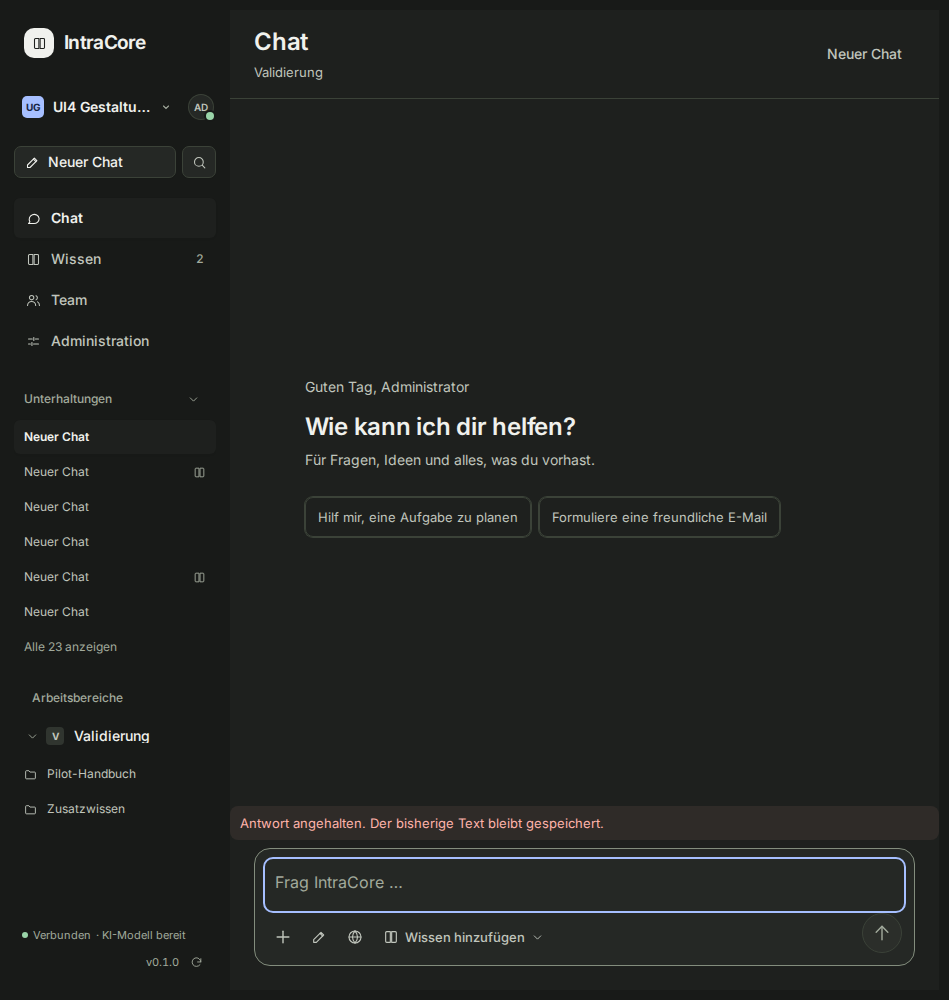 IntraCore
UG UI4 Gestaltu... AD
Neuer Chat
Chat
Wissen 2
Team
Administration
Unterhaltungen
Neuer Chat
Neuer Chat
Neuer Chat
Neuer Chat
Neuer Chat
Neuer Chat
Alle 23 anzeigen
Arbeitsbereiche
V Validierung
Pilot-Handbuch
Zusatzwissen
Verbunden · KI-Modell bereit
v0.1.0
Chat
Validierung
Neuer Chat
Guten Tag, Administrator
Wie kann ich dir helfen?
Für Fragen, Ideen und alles, was du vorhast.
Hilf mir, eine Aufgabe zu planen
Formuliere eine freundliche E-Mail
Antwort angehalten. Der bisherige Text bleibt gespeichert.
Frag IntraCore ...
Wissen hinzufügen